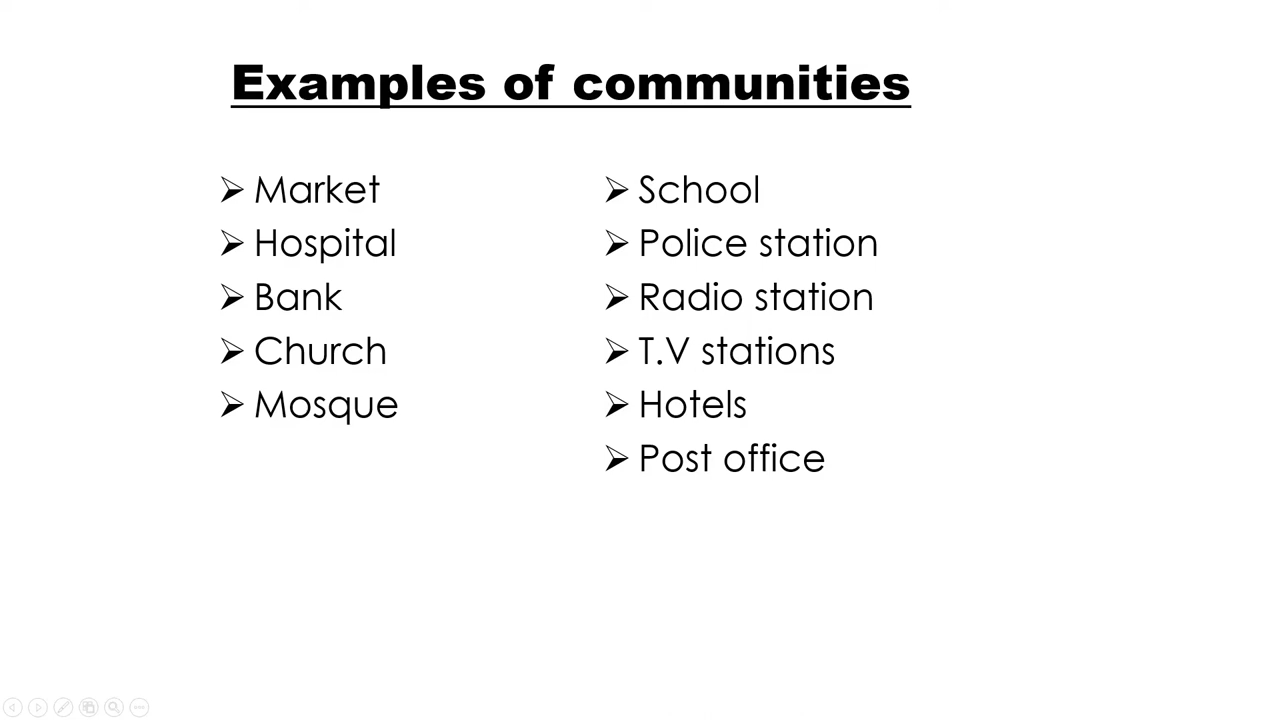 Examples of communities
➢ Market
➢ Hospital
➢ Bank
➢ Church
➢ Mosque
➢ School
➢ Police station
➢ Radio station
➢ T.V stations
➢ Hotels
➢ Post office